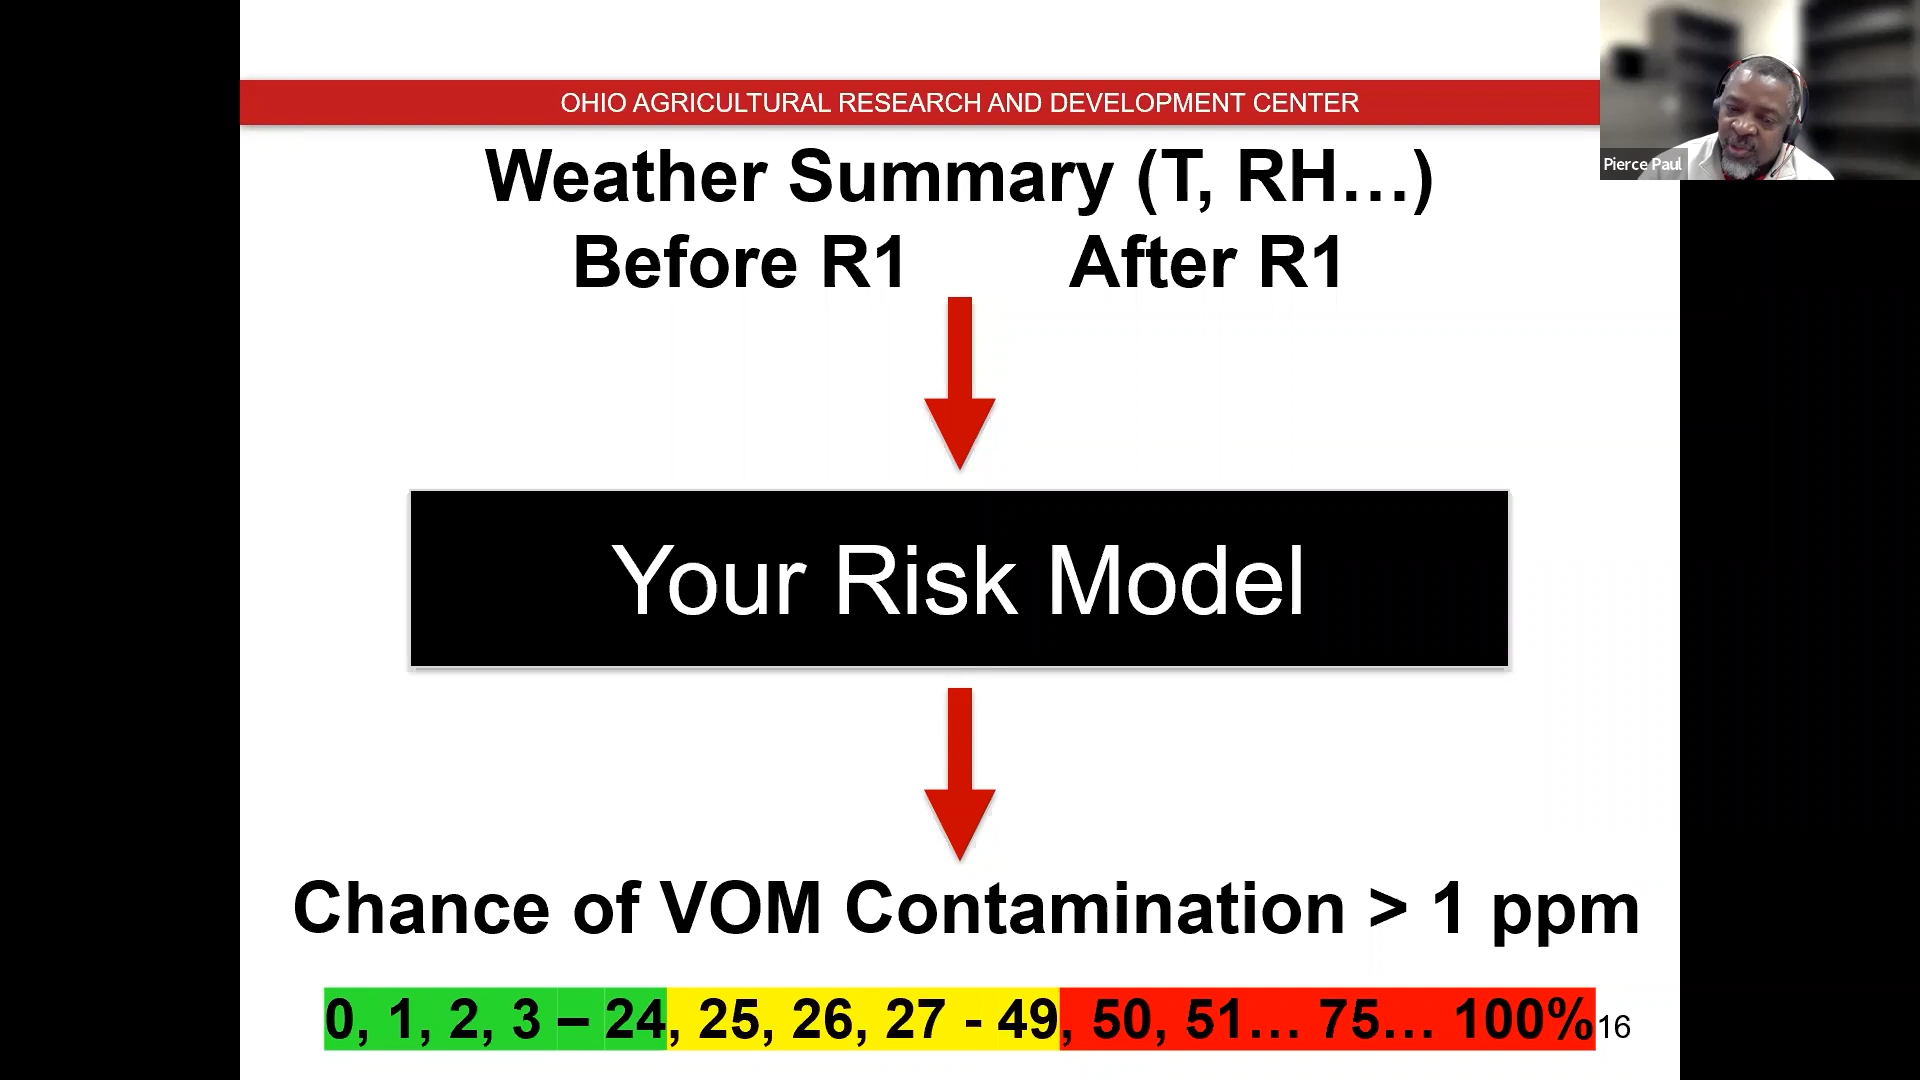 OHIO AGRICULTURAL RESEARCH AND DEVELOPMENT CENTER
Pierce Paul
Weather Summary (T, RH…)
Before R1 After R1
Your Risk Model
Chance of VOM Contamination > 1 ppm
0, 1, 2, 3 – 24, 25, 26, 27 - 49, 50, 51… 75… 100%
16